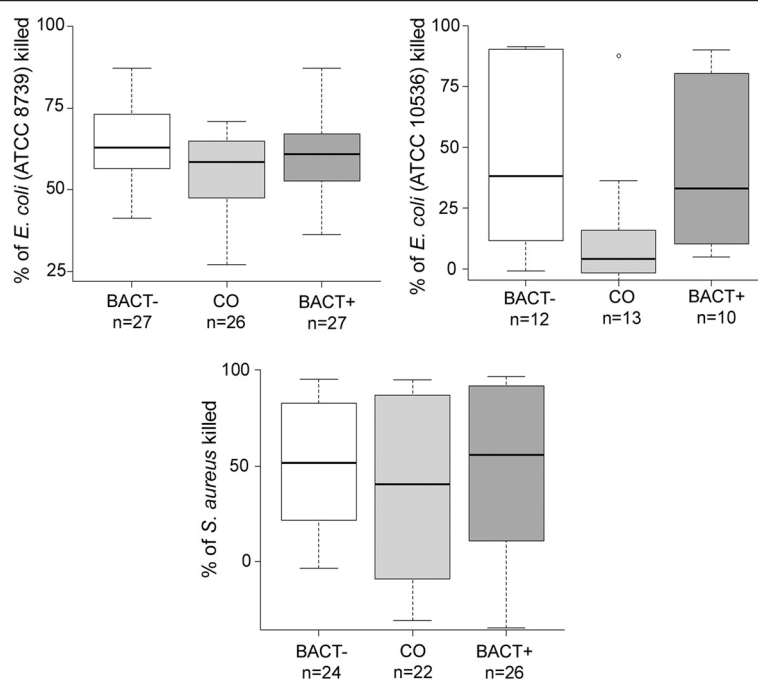 % of E. coli (ATCC 8739) killed
100
75
50
25
BACT- CO BACT+
n=27 n=26 n=27
% of E. coli (ATCC 10536) killed
100
75
50
25
0
BACT- CO BACT+
n=12 n=13 n=10
% of S. aureus killed
100
50
0
BACT- CO BACT+
n=24 n=22 n=26